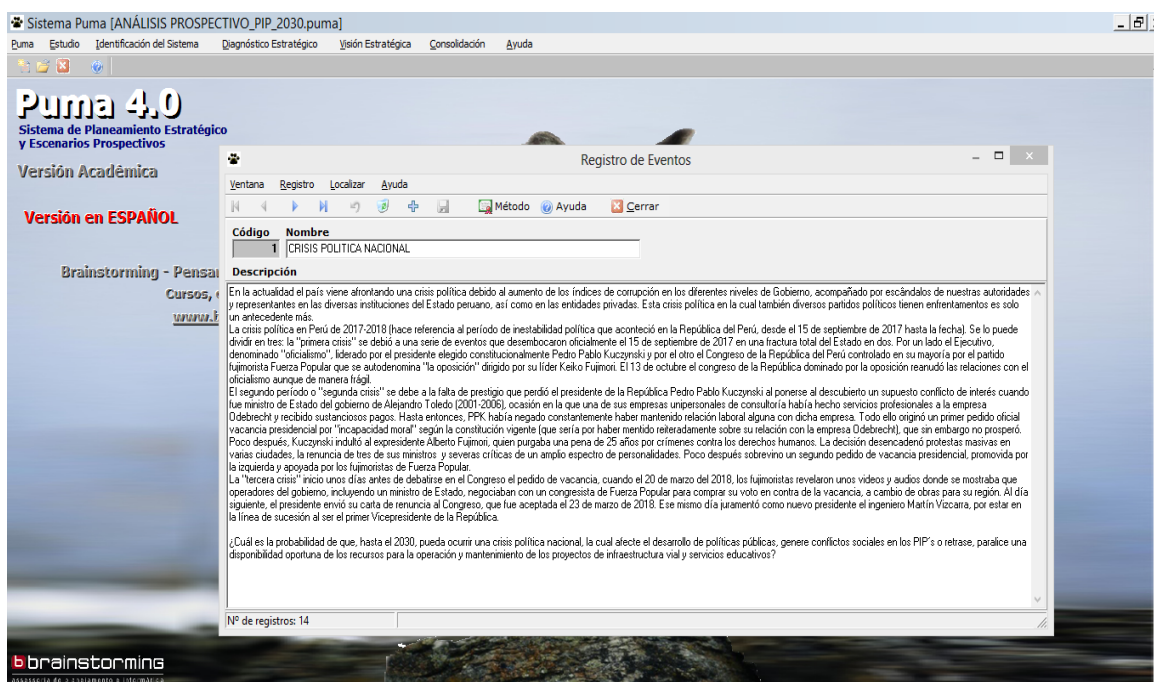 Sistema Puma [ANÁLISIS PROSPECTIVO_PIP_2030.puma]
Puma Estudio Identificación del Sistema Diagnóstico Estratégico Visión Estratégica Consolidación Ayuda
Puma 4.0
Sistema de Planeamiento Estratégico
y Escenarios Prospectivos
Versión Académica
Versión en ESPAÑOL
Brainstorming - Pensa
Cursos,
www.
Registro de Eventos
Ventana Registro Localizar Ayuda
Método Ayuda Cerrar
Código Nombre
1 CRISIS POLITICA NACIONAL
Descripción
En la actualidad el país viene afrontando una crisis política debido al aumento de los índices de corrupción en los diferentes niveles de Gobierno, acompañado por escándalos de nuestras autoridades
y representantes en las diversas instituciones del Estado peruano, así como en las entidades privadas. Esta crisis política en la cual también diversos partidos políticos tienen enfrentamentos es solo
un antecedente más.
La crisis política en Perú de 2017-2018 (hace referencia al período de inestabilidad política que aconteció en la República del Perú, desde el 15 de septiembre de 2017 hasta la fecha). Se lo puede
dividir en tres: la "primera crisis" se debió a una serie de eventos que desembocaron oficialmente el 15 de septiembre de 2017 en una fractura total del Estado en dos. Por un lado el Ejecutivo,
denominado "oficialismo", liderado por el presidente elegido constitucionalmente Pedro Pablo Kuczynski y por el otro el Congreso de la República del Perú controlado en su mayoría por el partido
fujimorista Fuerza Popular que se autodenomina "la oposición" dirigido por su líder Keiko Fujimori. El 13 de octubre el congreso de la República dominado por la oposición reanudó las relaciones con el
oficialismo aunque de manera frágil.
El segundo período o "segunda crisis" se debe a la falta de prestigio que perdió el presidente de la República Pedro Pablo Kuczynski al ponerse al descubierto un supuesto conflicto de interés cuando
fue ministro de Estado del gobierno de Alejandro Toledo (2001-2006), ocasión en la que una de sus empresas unipersonales de consultoría había hecho servicios profesionales a la empresa
Odebrecht y recibido sustanciosos pagos. Hasta entonces, PPK había negado constantemente haber mantenido relación laboral alguna con dicha empresa. Todo ello originó un primer pedido oficial
vacancia presidencial por "incapacidad moral" según la constitución vigente (que sería por haber mentido reiteradamente sobre su relación con la empresa Odebrecht), que sin embargo no prosperó.
Poco después, Kuczynski indultó al expresidente Alberto Fujimori, quien purgaba una pena de 25 años por crímenes contra los derechos humanos. La decisión desencadenó protestas masivas en
varias ciudades, la renuncia de tres de sus ministros y severas críticas de un amplio espectro de personalidades. Poco después sobrevino un segundo pedido de vacancia presidencial, promovida por
la izquierda y apoyada por los fujimoristas de Fuerza Popular.
La "tercera crisis" inicio unos días antes de debatirse en el Congreso el pedido de vacancia, cuando el 20 de marzo del 2018, los fujimoristas revelaron unos videos y audios donde se mostraba que
operadores del gobierno, incluyendo un ministro de Estado, negociaban con un congresista de Fuerza Popular para comprar su voto en contra de la vacancia, a cambio de obras para su región. Al día
siguiente, el presidente envió su carta de renuncia al Congreso, que fue aceptada el 23 de marzo de 2018. Ese mismo día juramentó como nuevo presidente el ingeniero Martín Vizcarra, por estar en
la línea de sucesión al ser el primer Vicepresidente de la República.
¿Cuál es la probabilidad de que, hasta el 2030, pueda ocurrir una crisis política nacional, la cual afecte el desarrollo de políticas públicas, genere conflictos sociales en los PIP´s o retrase, paralice una
disponibilidad oportuna de los recursos para la operación y mantenimiento de los proyectos de infraestructura vial y servicios educativos?
Nº de registros: 14
brainstorming